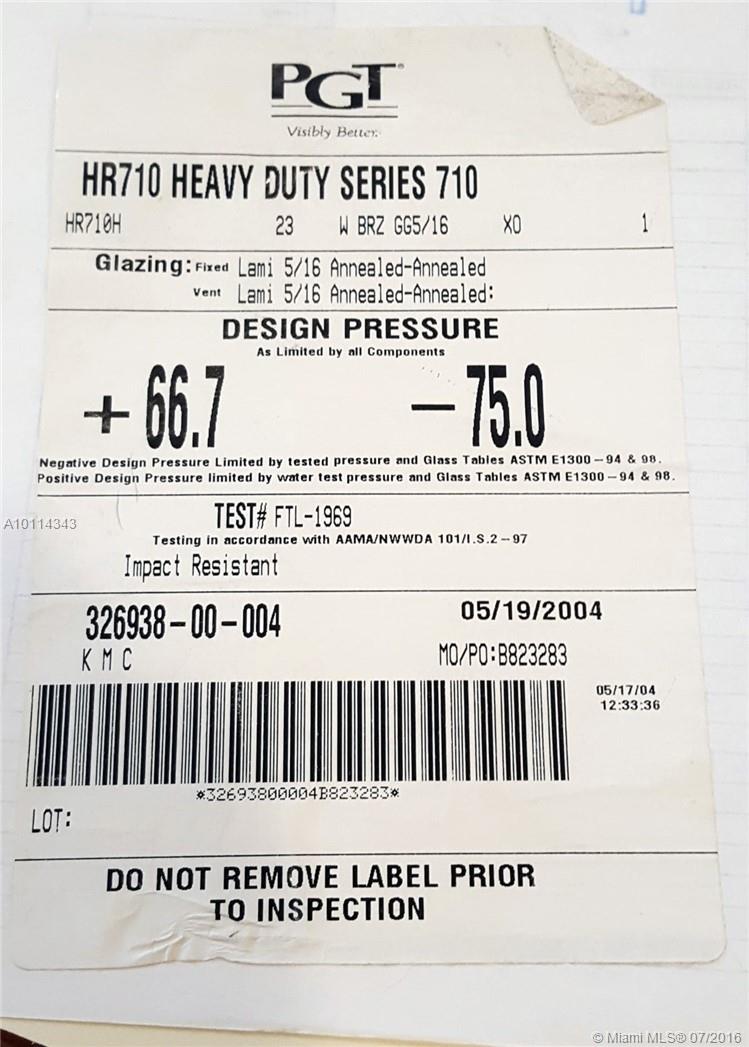 PGT®
Visibly Better.
HR710 HEAVY DUTY SERIES 710
HR710H 23 W BRZ GG5/16 XO 1
Glazing: Fixed Lami 5/16 Annealed-Annealed
Vent Lami 5/16 Annealed-Annealed:
DESIGN PRESSURE
As Limited by all Components
+ 66.7 - 75.0
Negative Design Pressure Limited by tested pressure and Glass Tables ASTM E1300-94 & 98.
Positive Design Pressure limited by water test pressure and Glass Tables ASTM E1300-94 & 98.
A10114343
TEST# FTL-1969
Testing in accordance with AAMA/NWWDA 101/I.S.2-97
Impact Resistant
326938-00-004 05/19/2004
K M C MO/PO:B823283
05/17/04
12:33:36
*32693800004B823283*
LOT:
DO NOT REMOVE LABEL PRIOR
TO INSPECTION
© Miami MLS® 07/2016